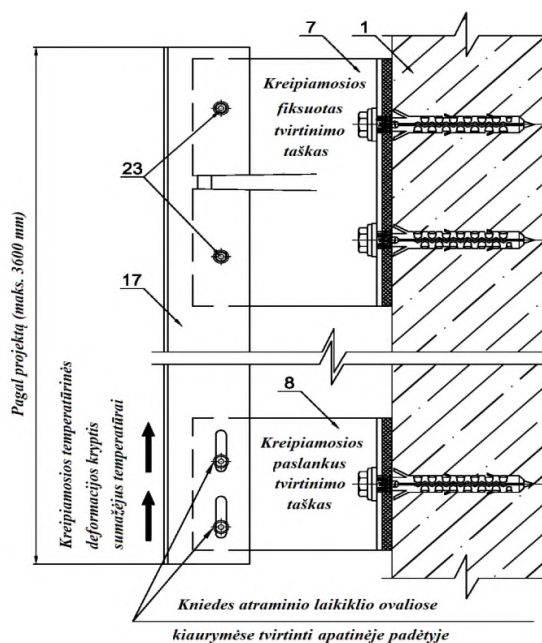 7
1
Kreipiamosios
fiksuotas
tvirtinimo
taškas
23
17
Pagal projektą (maks. 3600 mm)
8
Kreipiamosios
paslankus
tvirtinimo
taškas
Kreipiamosios temperatūrinės
deformacijos kryptis
sumažėjus temperatūrai
Kniedes atraminio laikiklio ovaliose
kiaurymėse tvirtinti apatinėje padėtyje